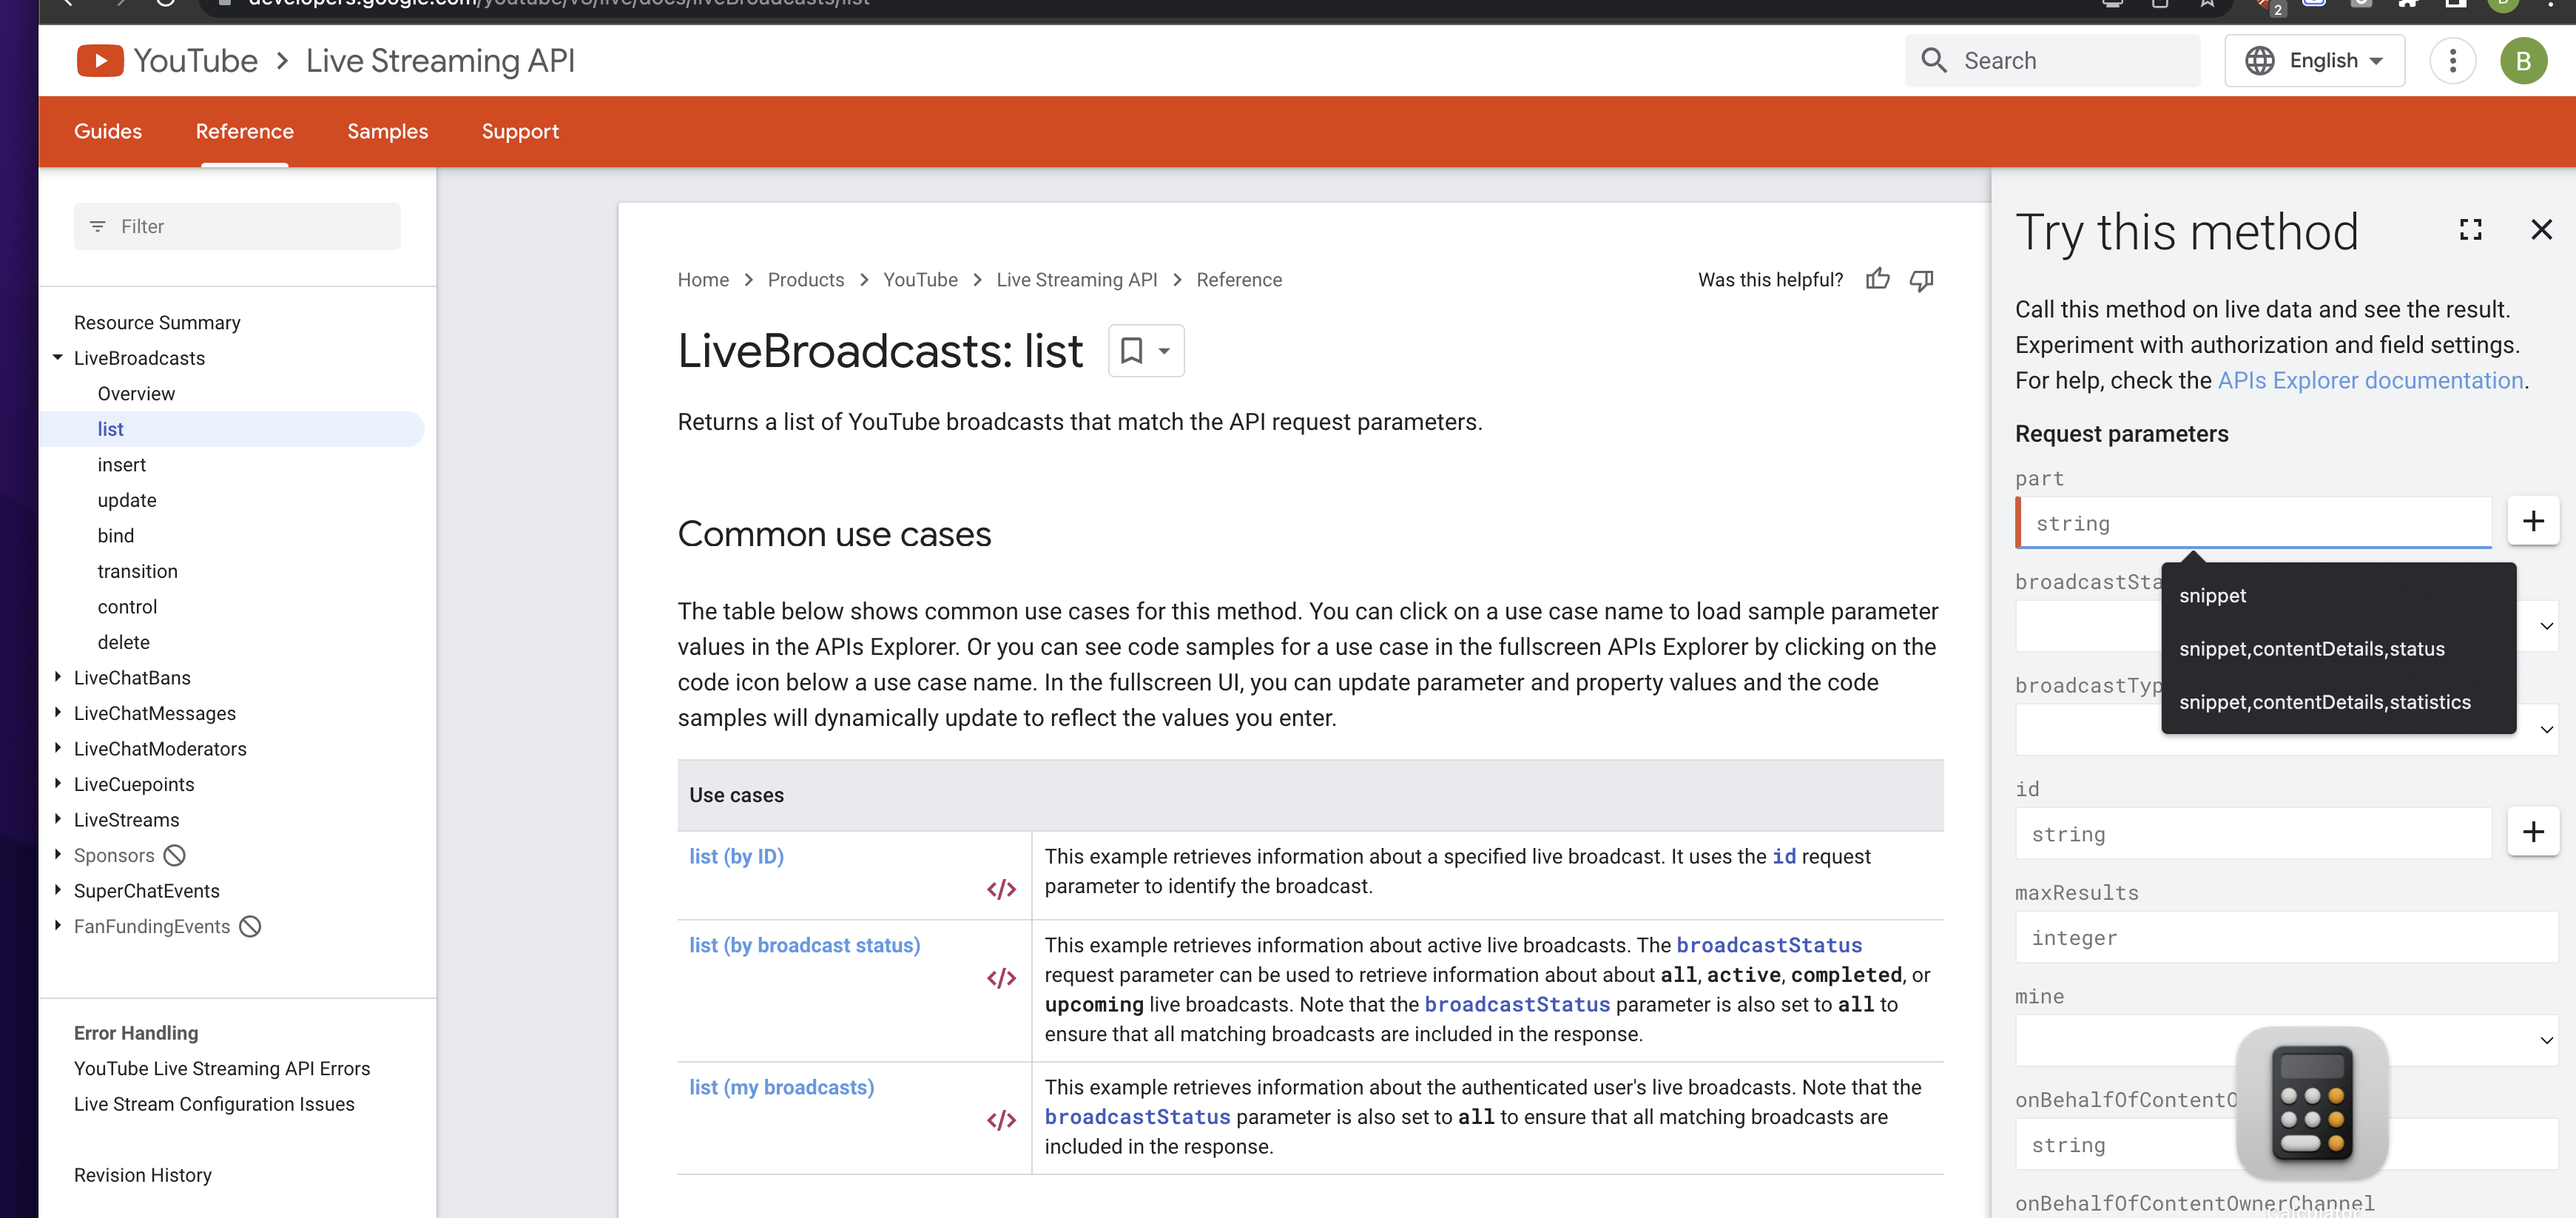 developers.google.com/youtube/v3/live/docs/liveBroadcasts/list
2
B
YouTube > Live Streaming API
Search
English
B
Guides
Reference
Samples
Support
Filter
Resource Summary
LiveBroadcasts
Overview
list
insert
update
bind
transition
control
delete
LiveChatBans
LiveChatMessages
LiveChatModerators
LiveCuepoints
LiveStreams
Sponsors
SuperChatEvents
FanFundingEvents
Error Handling
YouTube Live Streaming API Errors
Live Stream Configuration Issues
Revision History
Home > Products > YouTube > Live Streaming API > Reference
Was this helpful?
LiveBroadcasts: list
Returns a list of YouTube broadcasts that match the API request parameters.
Common use cases
The table below shows common use cases for this method. You can click on a use case name to load sample parameter
values in the APIs Explorer. Or you can see code samples for a use case in the fullscreen APIs Explorer by clicking on the
code icon below a use case name. In the fullscreen UI, you can update parameter and property values and the code
samples will dynamically update to reflect the values you enter.
Use cases
list (by ID)
This example retrieves information about a specified live broadcast. It uses the id request
parameter to identify the broadcast.
list (by broadcast status)
This example retrieves information about active live broadcasts. The broadcastStatus
request parameter can be used to retrieve information about about all, active, completed, or
upcoming live broadcasts. Note that the broadcastStatus parameter is also set to all to
ensure that all matching broadcasts are included in the response.
list (my broadcasts)
This example retrieves information about the authenticated user's live broadcasts. Note that the
broadcastStatus parameter is also set to all to ensure that all matching broadcasts are
included in the response.
Try this method
Call this method on live data and see the result.
Experiment with authorization and field settings.
For help, check the APIs Explorer documentation.
Request parameters
part
string
broadcastSta
snippet
snippet,contentDetails,status
broadcastTyp
snippet,contentDetails,statistics
id
string
maxResults
integer
mine
onBehalfOfContentO
string
onBehalfOfContentOwnerChannel